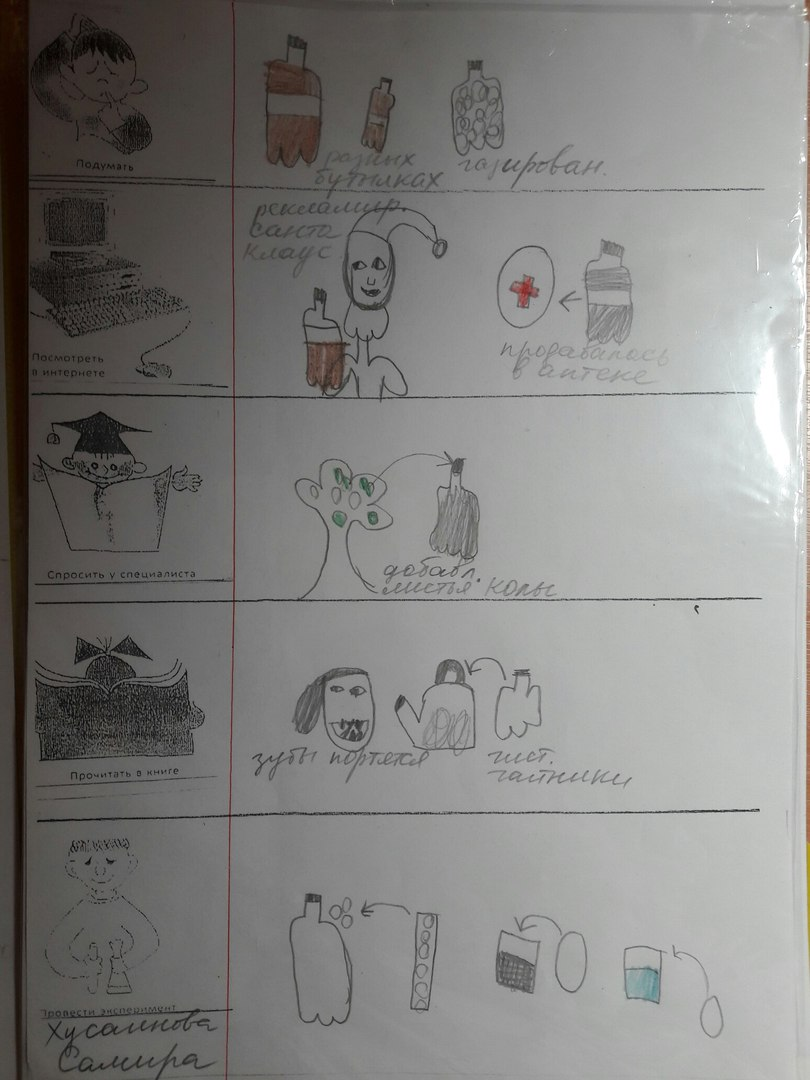 Подумать
разных
бутылках
газирован.
рекламир.
Санта
Клаус
Посмотреть
в интернете
продавалась
в аптеке
Спросить у специалиста
добавл.
листья колы
Прочитать в книге
зубы портятся
чист.
чайники
Провести эксперимент
Хусаинова
Самира